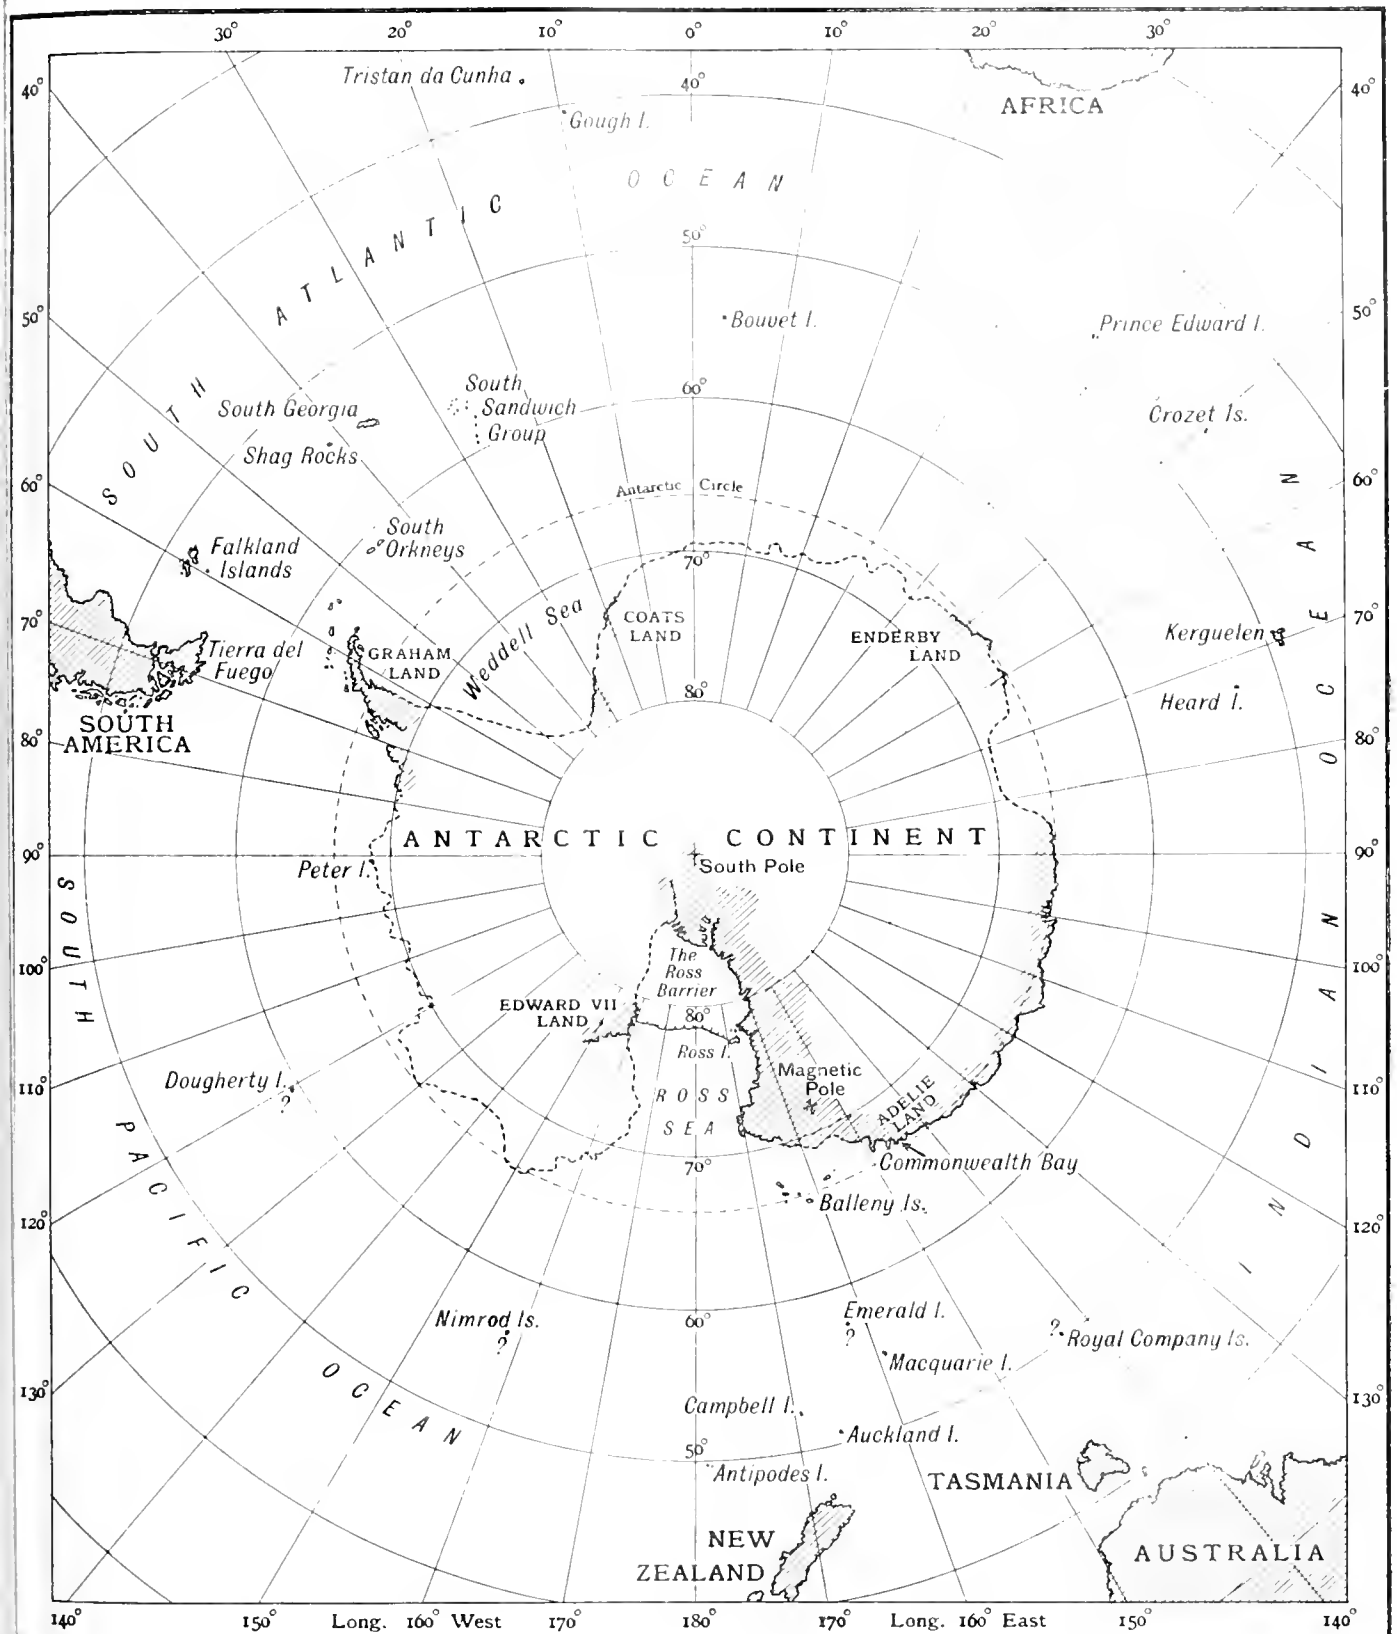 30° 20° 10° 0° 10° 20° 30°
40° Tristan da Cunha 40° AFRICA 40°
Gough I.
SOUTH ATLANTIC OCEAN
50°
50° Bouvet I. Prince Edward I. 50°
South Sandwich Group
60°
South Georgia
Shag Rocks
Crozet Is.
60° Antarctic Circle 60°
South Orkneys
Falkland Islands
70°
70° Weddell Sea COATS LAND ENDERBY LAND Kerguelen 70°
Tierra del Fuego
GRAHAM LAND
80°
Heard I.
SOUTH AMERICA
80° 80°
INDIAN OCEAN
ANTARCTIC CONTINENT
90° Peter I. South Pole 90°
SOUTH PACIFIC OCEAN
The Ross Barrier
100° 100°
EDWARD VII LAND
80°
Ross I.
Magnetic Pole
110° Dougherty I. 110°
?
ROSS SEA
ADELIE LAND
70°
Commonwealth Bay
Balleny Is.
120° 120°
Nimrod Is.
?
60°
Emerald I.
?
? Royal Company Is.
Macquarie I.
130° 130°
Campbell I.
Auckland I.
50°
Antipodes I.
TASMANIA
NEW ZEALAND
AUSTRALIA
140° 150° Long. 160° West 170° 180° 170° Long. 160° East 150° 140°